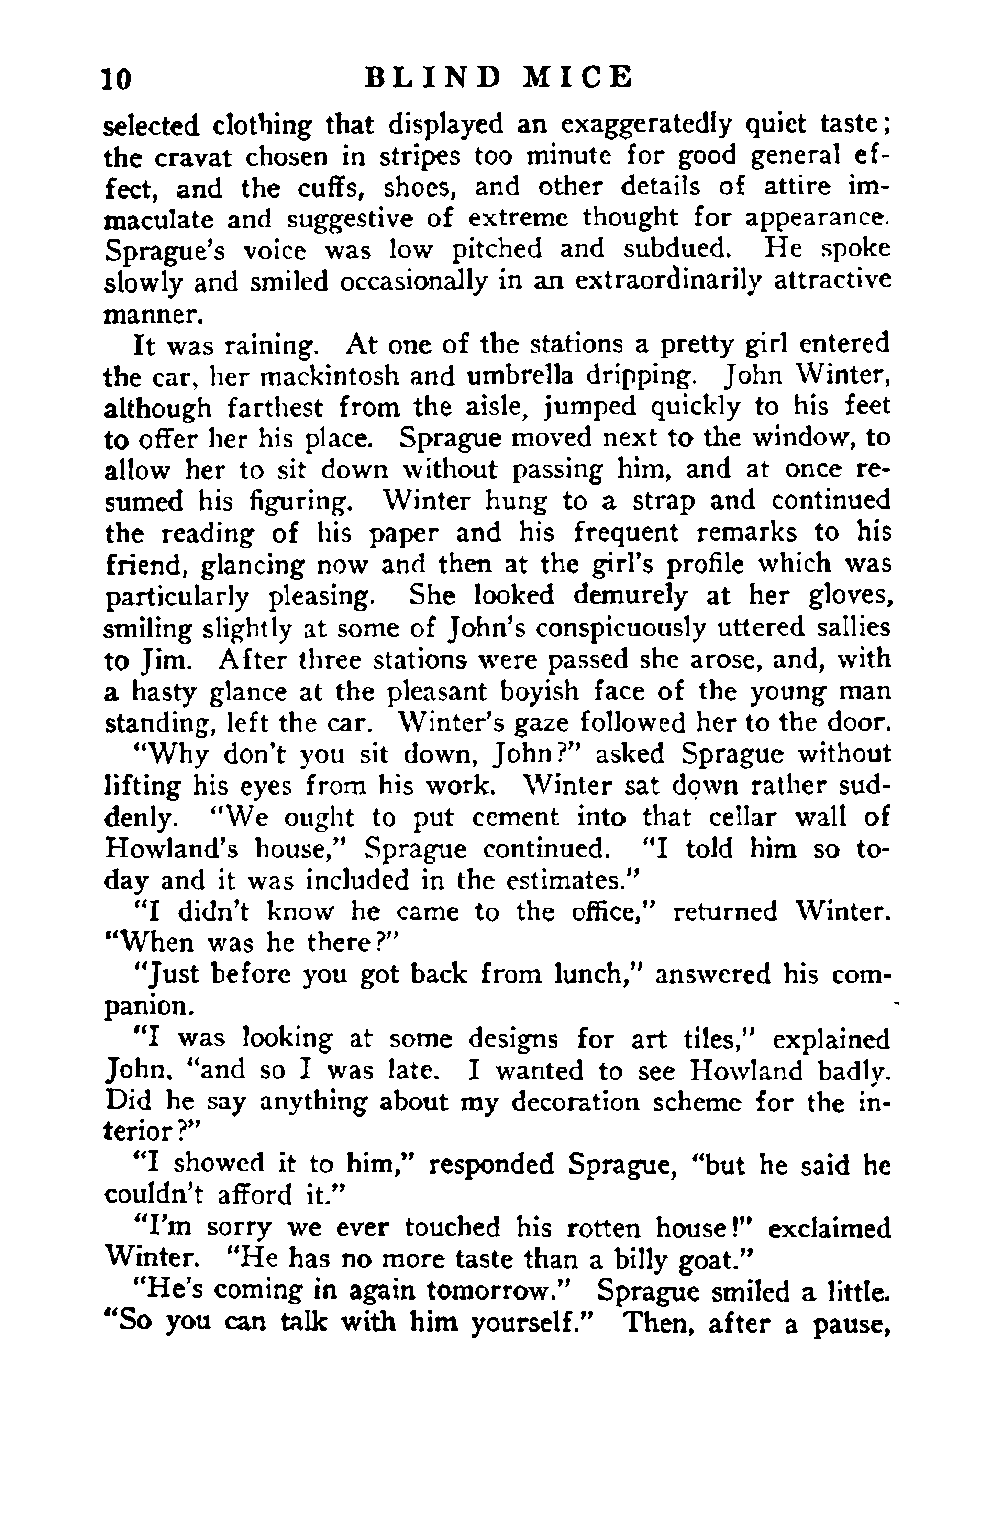 10 BLIND MICE
selected clothing that displayed an exaggeratedly quiet taste;
the cravat chosen in stripes too minute for good general ef-
fect, and the cuffs, shoes, and other details of attire im-
maculate and suggestive of extreme thought for appearance.
Sprague's voice was low pitched and subdued. He spoke
slowly and smiled occasionally in an extraordinarily attractive
manner.
It was raining. At one of the stations a pretty girl entered
the car, her mackintosh and umbrella dripping. John Winter,
although farthest from the aisle, jumped quickly to his feet
to offer her his place. Sprague moved next to the window, to
allow her to sit down without passing him, and at once re-
sumed his figuring. Winter hung to a strap and continued
the reading of his paper and his frequent remarks to his
friend, glancing now and then at the girl's profile which was
particularly pleasing. She looked demurely at her gloves,
smiling slightly at some of John's conspicuously uttered sallies
to Jim. After three stations were passed she arose, and, with
a hasty glance at the pleasant boyish face of the young man
standing, left the car. Winter's gaze followed her to the door.
"Why don't you sit down, John?" asked Sprague without
lifting his eyes from his work. Winter sat down rather sud-
denly. "We ought to put cement into that cellar wall of
Howland's house," Sprague continued. "I told him so to-
day and it was included in the estimates."
"I didn't know he came to the office," returned Winter.
"When was he there?"
"Just before you got back from lunch," answered his com-
panion.
"I was looking at some designs for art tiles," explained
John, "and so I was late. I wanted to see Howland badly.
Did he say anything about my decoration scheme for the in-
terior?"
"I showed it to him," responded Sprague, "but he said he
couldn't afford it."
"I'm sorry we ever touched his rotten house!" exclaimed
Winter. "He has no more taste than a billy goat."
"He's coming in again tomorrow." Sprague smiled a little.
"So you can talk with him yourself." Then, after a pause,